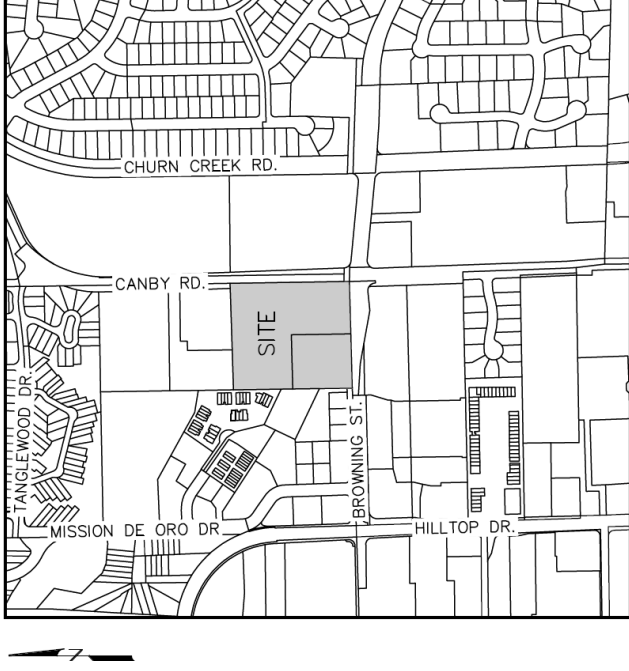 CHURN CREEK RD.
CANBY RD.
SITE
TANGLEWOOD DR.
BROWNING ST.
MISSION DE ORO DR
HILLTOP DR.